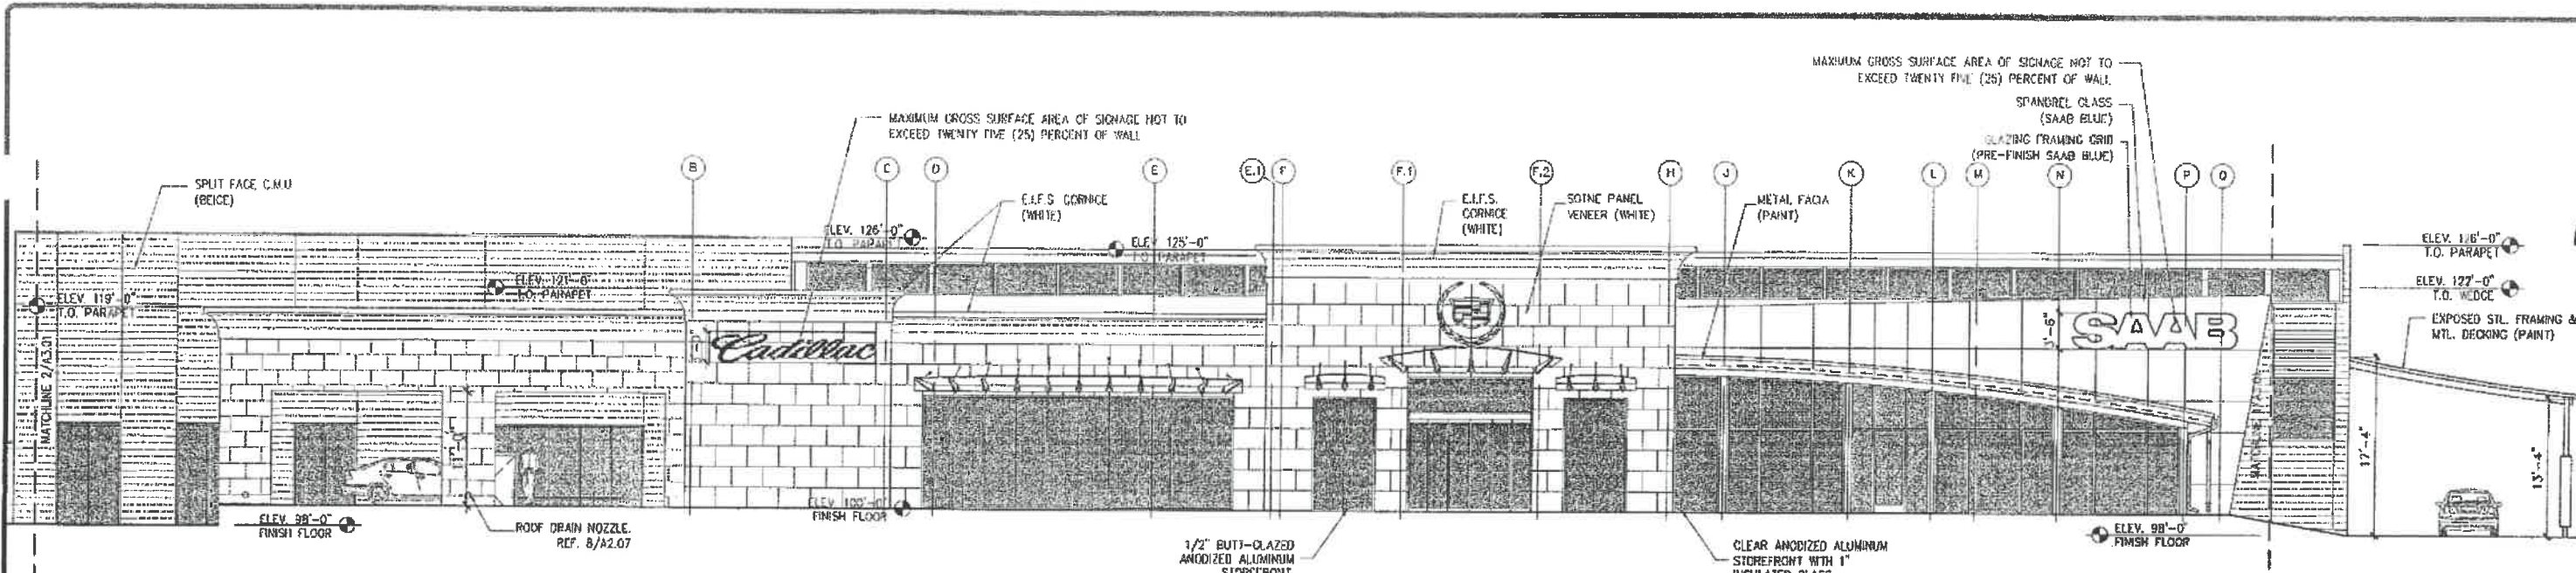 MAXIMUM GROSS SURFACE AREA OF SIGNAGE NOT TO
EXCEED TWENTY FIVE (25) PERCENT OF WALL
SPANDREL GLASS
(SAAB BLUE)
GLAZING FRAMING GRID
(PRE-FINISH SAAB BLUE)
MAXIMUM GROSS SURFACE AREA OF SIGNAGE NOT TO
EXCEED TWENTY FIVE (25) PERCENT OF WALL
B
C
D
E
E.1
F
F.1
F.2
H
J
K
L
M
N
P
Q
SPLIT FACE C.M.U
(BEIGE)
E.I.F.S CORNICE
(WHITE)
E.I.F.S.
CORNICE
(WHITE)
SOTNE PANEL
VENEER (WHITE)
METAL FACIA
(PAINT)
ELEV. 126'-0"
T.O. PARAPET
ELEV 125'-0"
T.O. PARAPET
ELEV. 126'-0"
T.O. PARAPET
ELEV. 121'-8"
T.O. PARAPET
ELEV. 122'-0"
T.O. WEDGE
ELEV. 119'-0"
T.O. PARAPET
EXPOSED STL. FRAMING &
MTL. DECKING (PAINT)
Cadillac
SAAB
MATCHLINE 2/A3.01
17'-4"
13'-4"
ELEV 100'-0"
FINISH FLOOR
ELEV. 98'-0"
FINISH FLOOR
ROOF DRAIN NOZZLE.
REF. 8/A2.07
ELEV. 98'-0"
FINISH FLOOR
1/2" BUTT-GLAZED
ANODIZED ALUMINUM
STOREFRONT
CLEAR ANODIZED ALUMINUM
STOREFRONT WITH 1"
INSULATED GLASS